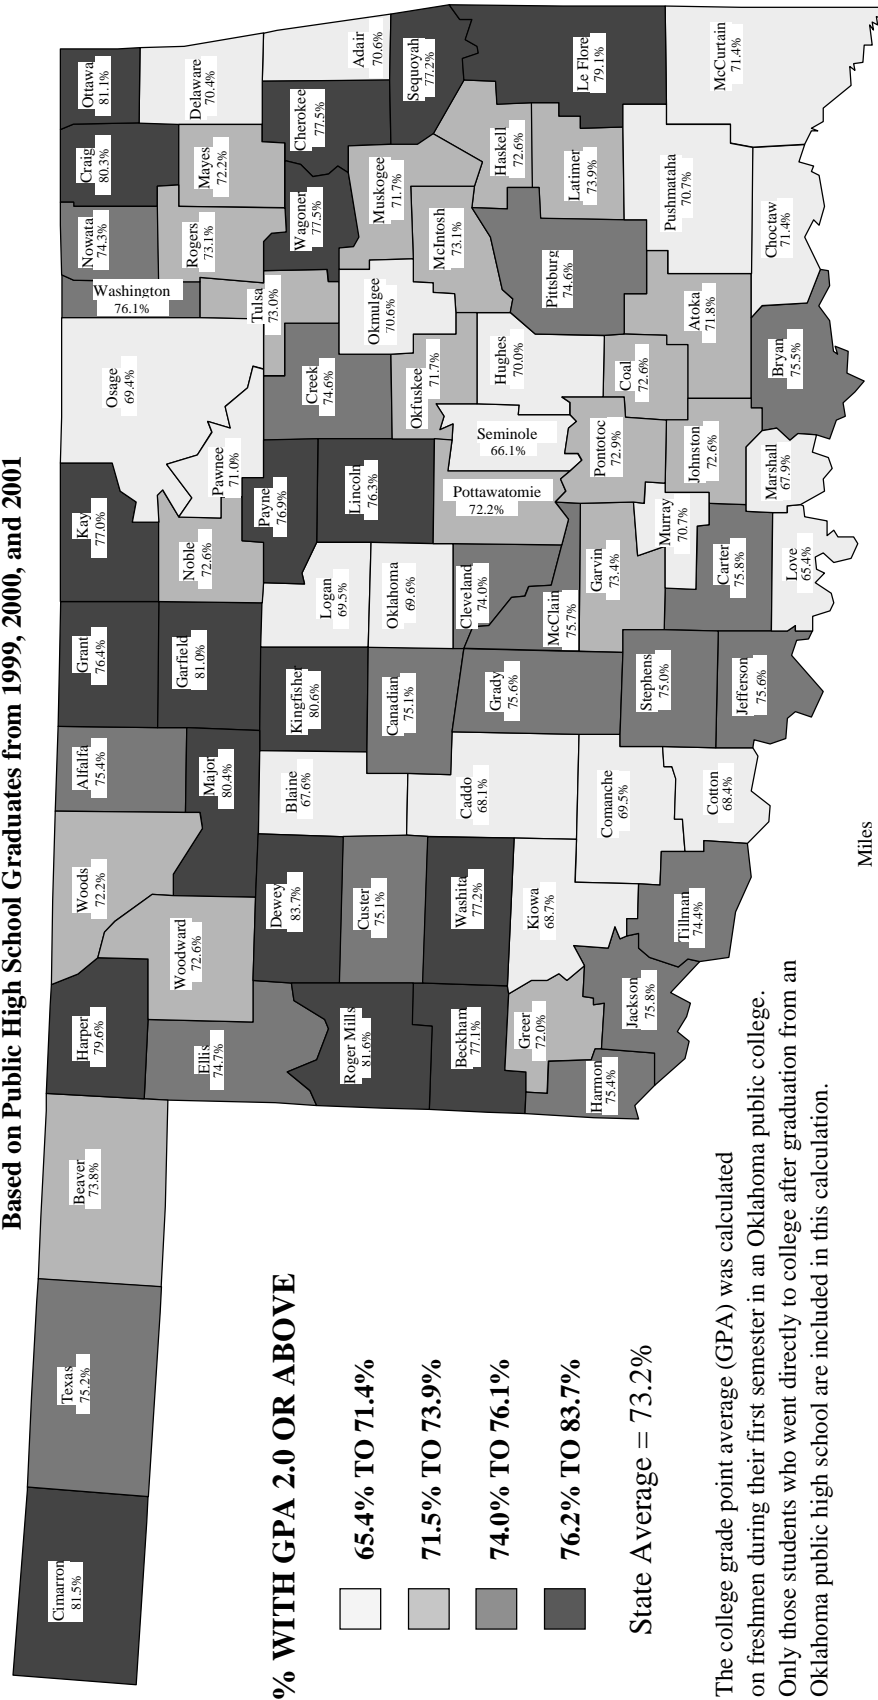 Based on Public High School Graduates from 1999, 2000, and 2001
Cimarron
81.5%
Texas
75.2%
Beaver
73.8%
Harper
79.6%
Woods
72.2%
Alfalfa
75.4%
Grant
76.4%
Kay
77.0%
Osage
69.4%
Washington
76.1%
Nowata
74.3%
Craig
80.3%
Ottawa
81.1%
Ellis
74.7%
Woodward
72.6%
Major
80.4%
Garfield
81.0%
Noble
72.6%
Pawnee
71.0%
Rogers
73.1%
Mayes
72.2%
Delaware
70.4%
Dewey
83.7%
Blaine
67.6%
Kingfisher
80.6%
Logan
69.5%
Payne
76.9%
Creek
74.6%
Tulsa
73.0%
Wagoner
77.5%
Cherokee
77.5%
Adair
70.6%
Roger Mills
81.6%
Custer
75.1%
Canadian
75.1%
Oklahoma
69.6%
Lincoln
76.3%
Okfuskee
71.7%
Okmulgee
70.6%
Muskogee
71.7%
Sequoyah
77.2%
Beckham
77.1%
Washita
77.2%
Caddo
68.1%
Grady
75.6%
Cleveland
74.0%
Pottawatomie
72.2%
Seminole
66.1%
Hughes
70.0%
McIntosh
73.1%
Haskell
72.6%
Greer
72.0%
Kiowa
68.7%
McClain
75.7%
Garvin
73.4%
Pontotoc
72.9%
Coal
72.6%
Pittsburg
74.6%
Latimer
73.9%
Le Flore
79.1%
Harmon
75.4%
Jackson
75.8%
Tillman
74.4%
Comanche
69.5%
Cotton
68.4%
Stephens
75.0%
Jefferson
75.6%
Murray
70.7%
Carter
75.8%
Love
65.4%
Johnston
72.6%
Marshall
67.9%
Atoka
71.8%
Bryan
75.5%
Pushmataha
70.7%
Choctaw
71.4%
McCurtain
71.4%
% WITH GPA 2.0 OR ABOVE
65.4% TO 71.4%
71.5% TO 73.9%
74.0% TO 76.1%
76.2% TO 83.7%
State Average = 73.2%
The college grade point average (GPA) was calculated
on freshmen during their first semester in an Oklahoma public college.
Only those students who went directly to college after graduation from an
Oklahoma public high school are included in this calculation.
Miles